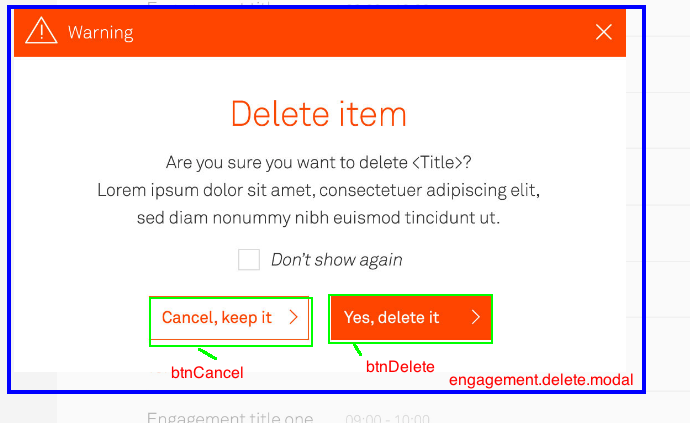 Warning
Delete item
Are you sure you want to delete <Title>?
Lorem ipsum dolor sit amet, consectetuer adipiscing elit,
sed diam nonummy nibh euismod tincidunt ut.
Don't show again
Cancel, keep it
Yes, delete it
btnCancel
btnDelete
engagement.delete.modal
Engagement title one 09:00 - 10:00